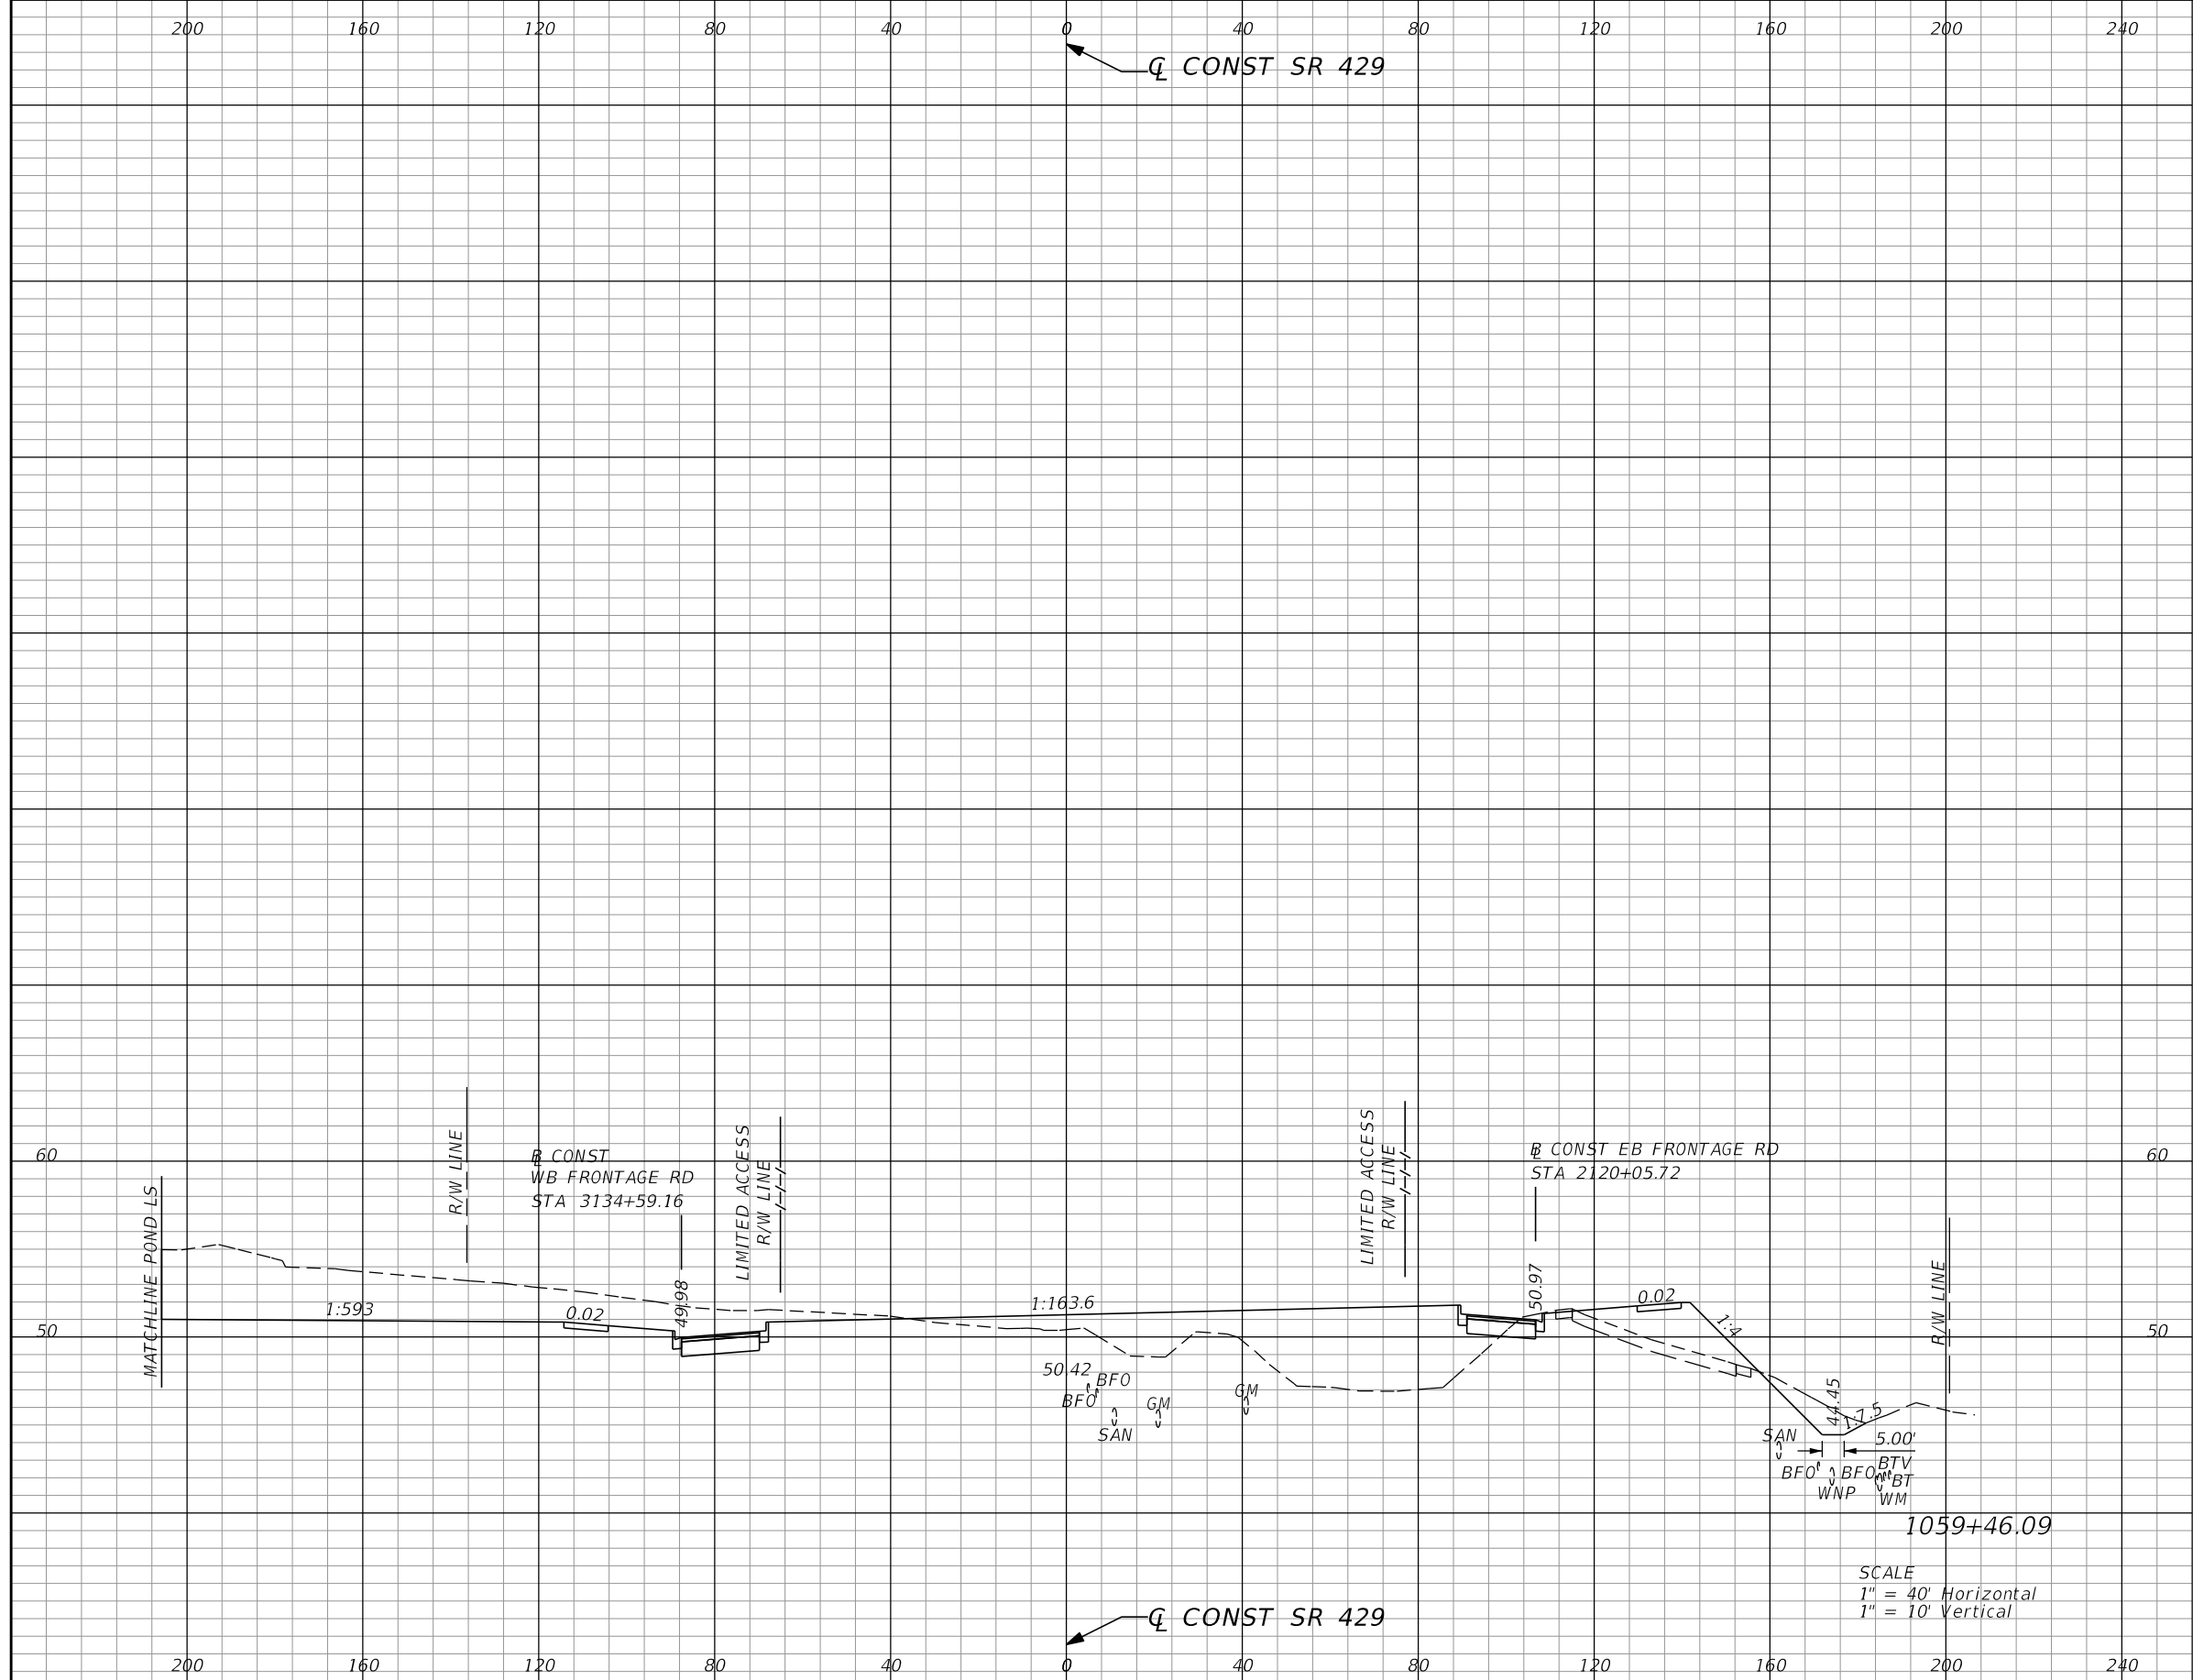 200 160 120 80 40 0 40 80 120 160 200 240
℄ CONST SR 429
60
60
R/W LINE
MATCHLINE POND LS
B̵L CONST
WB FRONTAGE RD
STA 3134+59.16
LIMITED ACCESS
R/W LINE
LIMITED ACCESS
R/W LINE
BL CONST EB FRONTAGE RD
STA 2120+05.72
R/W LINE
50
50
1:593
0.02
49.98
1:163.6
50.97
0.02
1:4
50.42
BFO
BFO
SAN
GM
GM
44.45
1:7.5
SAN
5.00'
BFO
WNP
BFO
BTV
BT
WM
1059+46.09
SCALE
1" = 40' Horizontal
1" = 10' Vertical
℄ CONST SR 429
200 160 120 80 40 0 40 80 120 160 200 240